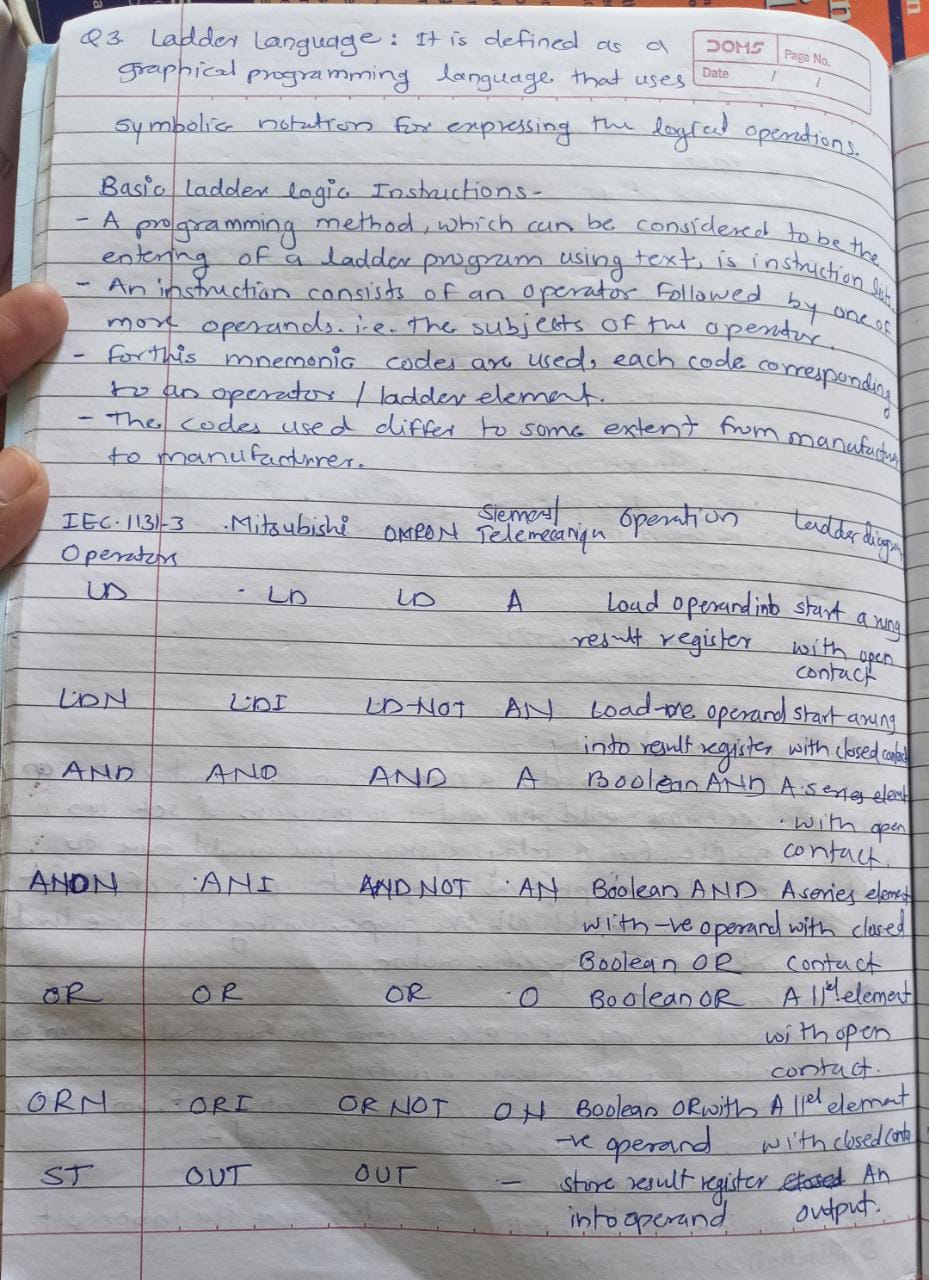 Q3. Ladder Language: It is defined as a
graphical programming language that uses
DOMS Page No.
Date / /
symbolic notation for expressing the logical operations.
Basic ladder logic Instructions-
- A programming method, which can be considered to be the
entering of a ladder program using text, is instruction lists
- An instruction consists of an operator followed by one or
more operands. i.e. the subjects of the operator.
- for this mnemonic codes are used, each code corresponding
to an operator / ladder element.
- The codes used differ to some extent from manufactur
to manufacturer.
IEC. 1131-3 Mitsubishi OMRON Siemens/ Operation Ladder diagram
Operators Telemecaniqu
LD LD LD A Load operand into start a rung
result register with open
contact
LDN LDI LD NOT AN Load -ve operand start a rung
into result register with closed contact
AND AND AND A Boolean AND A series elemt
with open
contact.
ANDN ANI AND NOT AN Boolean AND A series element
with -ve operand with closed
Boolean OR contact
OR OR OR O Boolean OR A ||el element
with open
contact.
ORN ORI OR NOT ON Boolean OR with A ||el element
-ve operand with closed conta
ST OUT OUT - store result register An
into operand output.